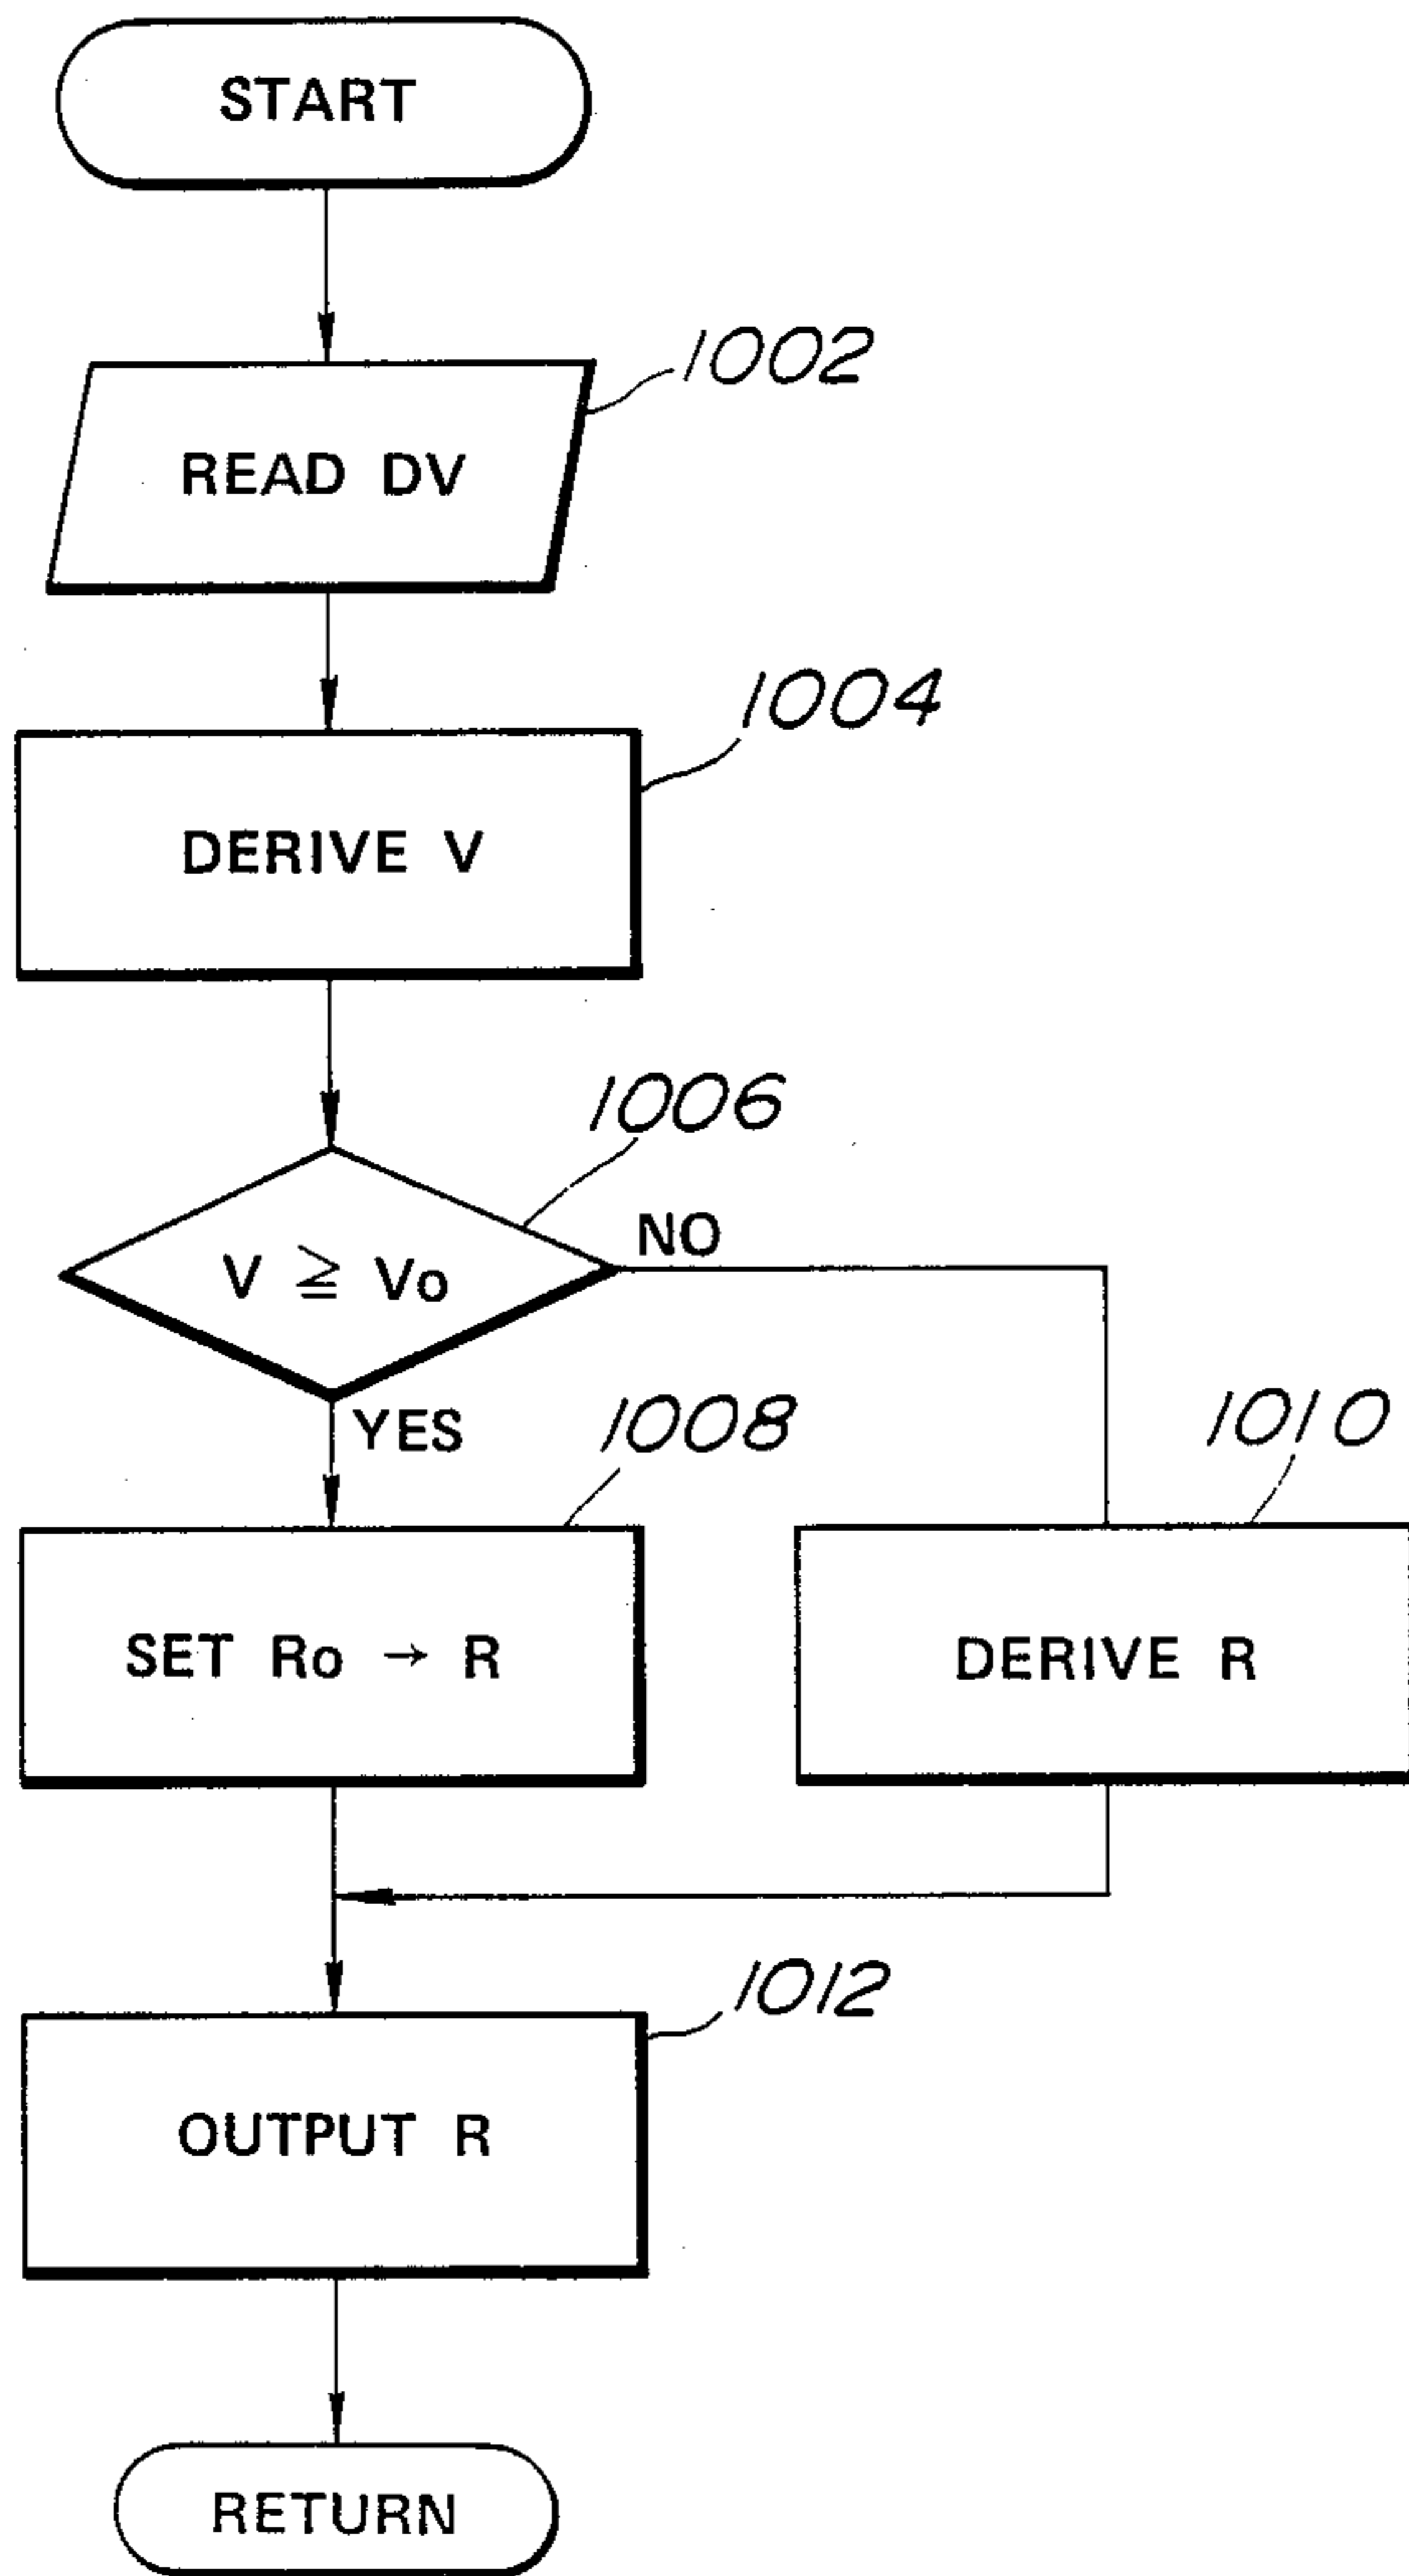 START
1002
READ DV
1004
DERIVE V
1006
NO
V ≧ Vo
YES
1008
1010
SET Ro → R
DERIVE R
1012
OUTPUT R
RETURN